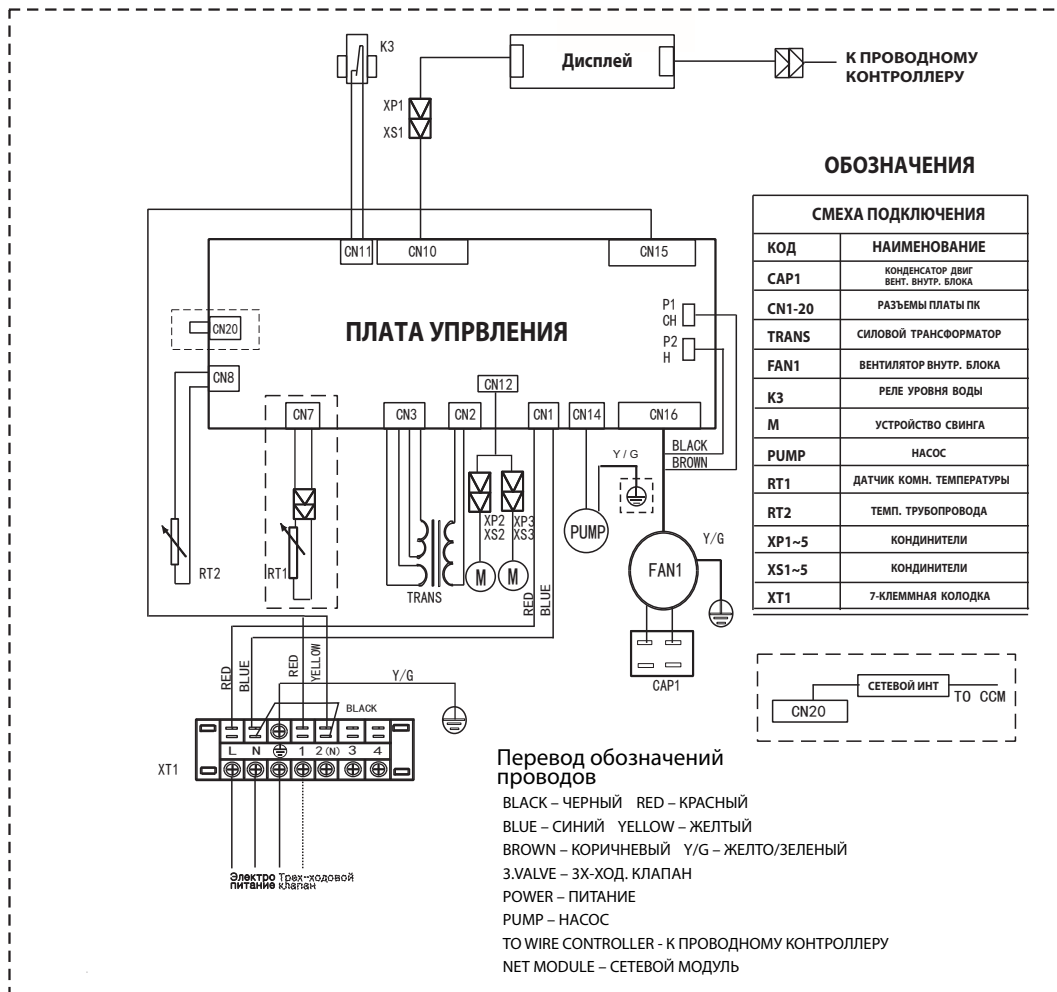 K3
Дисплей
К ПРОВОДНОМУ
КОНТРОЛЛЕРУ
XP1
XS1
ОБОЗНАЧЕНИЯ
СМЕХА ПОДКЛЮЧЕНИЯ
КОД НАИМЕНОВАНИЕ
CAP1 КОНДЕНСАТОР ДВИГ
ВЕНТ. ВНУТР. БЛОКА
CN1-20 РАЗЪЕМЫ ПЛАТЫ ПК
TRANS СИЛОВОЙ ТРАНСФОРМАТОР
FAN1 ВЕНТИЛЯТОР ВНУТР. БЛОКА
K3 РЕЛЕ УРОВНЯ ВОДЫ
M УСТРОЙСТВО СВИНГА
PUMP НАСОС
RT1 ДАТЧИК КОМН. ТЕМПЕРАТУРЫ
RT2 ТЕМП. ТРУБОПРОВОДА
XP1~5 КОНДИНИТЕЛИ
XS1~5 КОНДИНИТЕЛИ
XT1 7-КЛЕММНАЯ КОЛОДКА
CN11 CN10 CN15
CN20
ПЛАТА УПРВЛЕНИЯ
P1
CH
P2
H
CN8
CN12
CN7 CN3 CN2 CN1 CN14 CN16
BLACK
BROWN
Y/G
XP2 XP3
XS2 XS3
PUMP
Y/G
RT2
RT1
TRANS
M M
FAN1
RED
BLUE
CAP1
RED
BLUE
RED
YELLOW
Y/G
BLACK
XT1
L N 1 2(N) 3 4
Электро Трех-ходовой
питание клапан
СЕТЕВОЙ ИНТ
TO CCM
CN20
Перевод обозначений
проводов
BLACK – ЧЕРНЫЙ RED – КРАСНЫЙ
BLUE – СИНИЙ YELLOW – ЖЕЛТЫЙ
BROWN – КОРИЧНЕВЫЙ Y/G – ЖЕЛТО/ЗЕЛЕНЫЙ
3.VALVE – 3Х-ХОД. КЛАПАН
POWER – ПИТАНИЕ
PUMP – НАСОС
TO WIRE CONTROLLER - К ПРОВОДНОМУ КОНТРОЛЛЕРУ
NET MODULE – СЕТЕВОЙ МОДУЛЬ